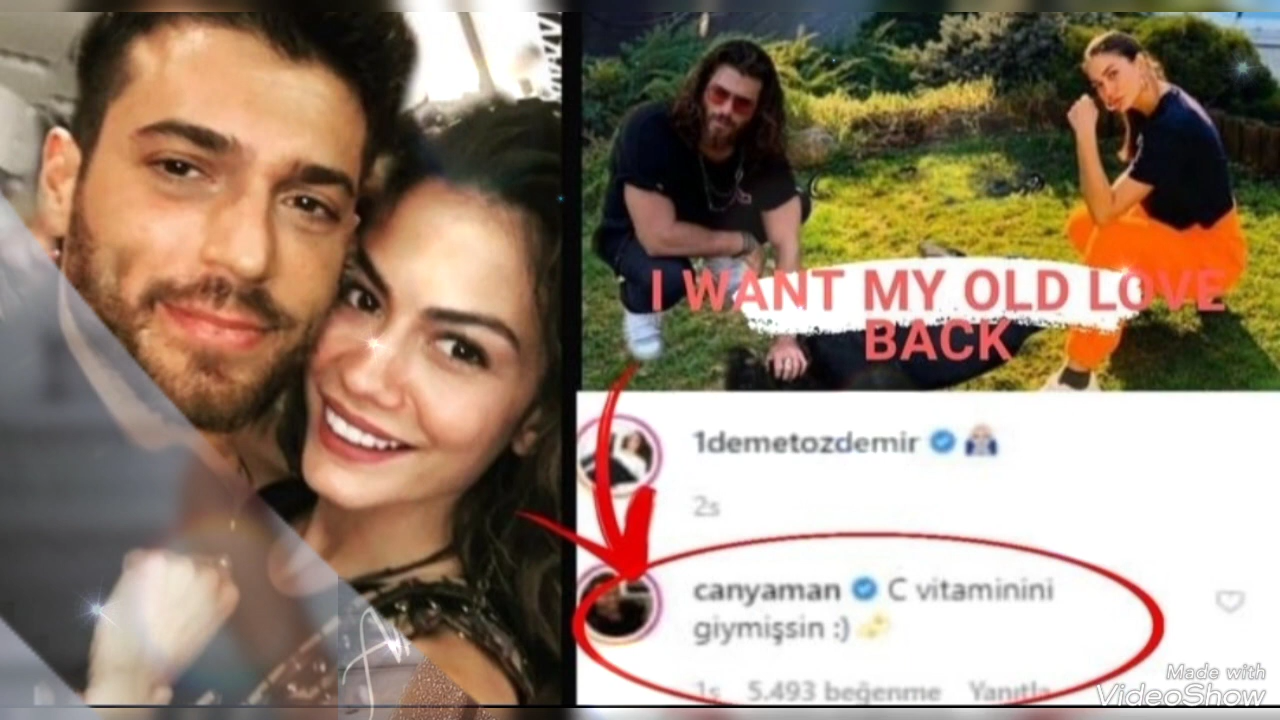 I WANT MY OLD LOVE
BACK
1demetozdemir
2s
canyaman C vitaminini
giymişsin :)
1s 5.493 beğenme Yanıtla
Made with
VideoShow